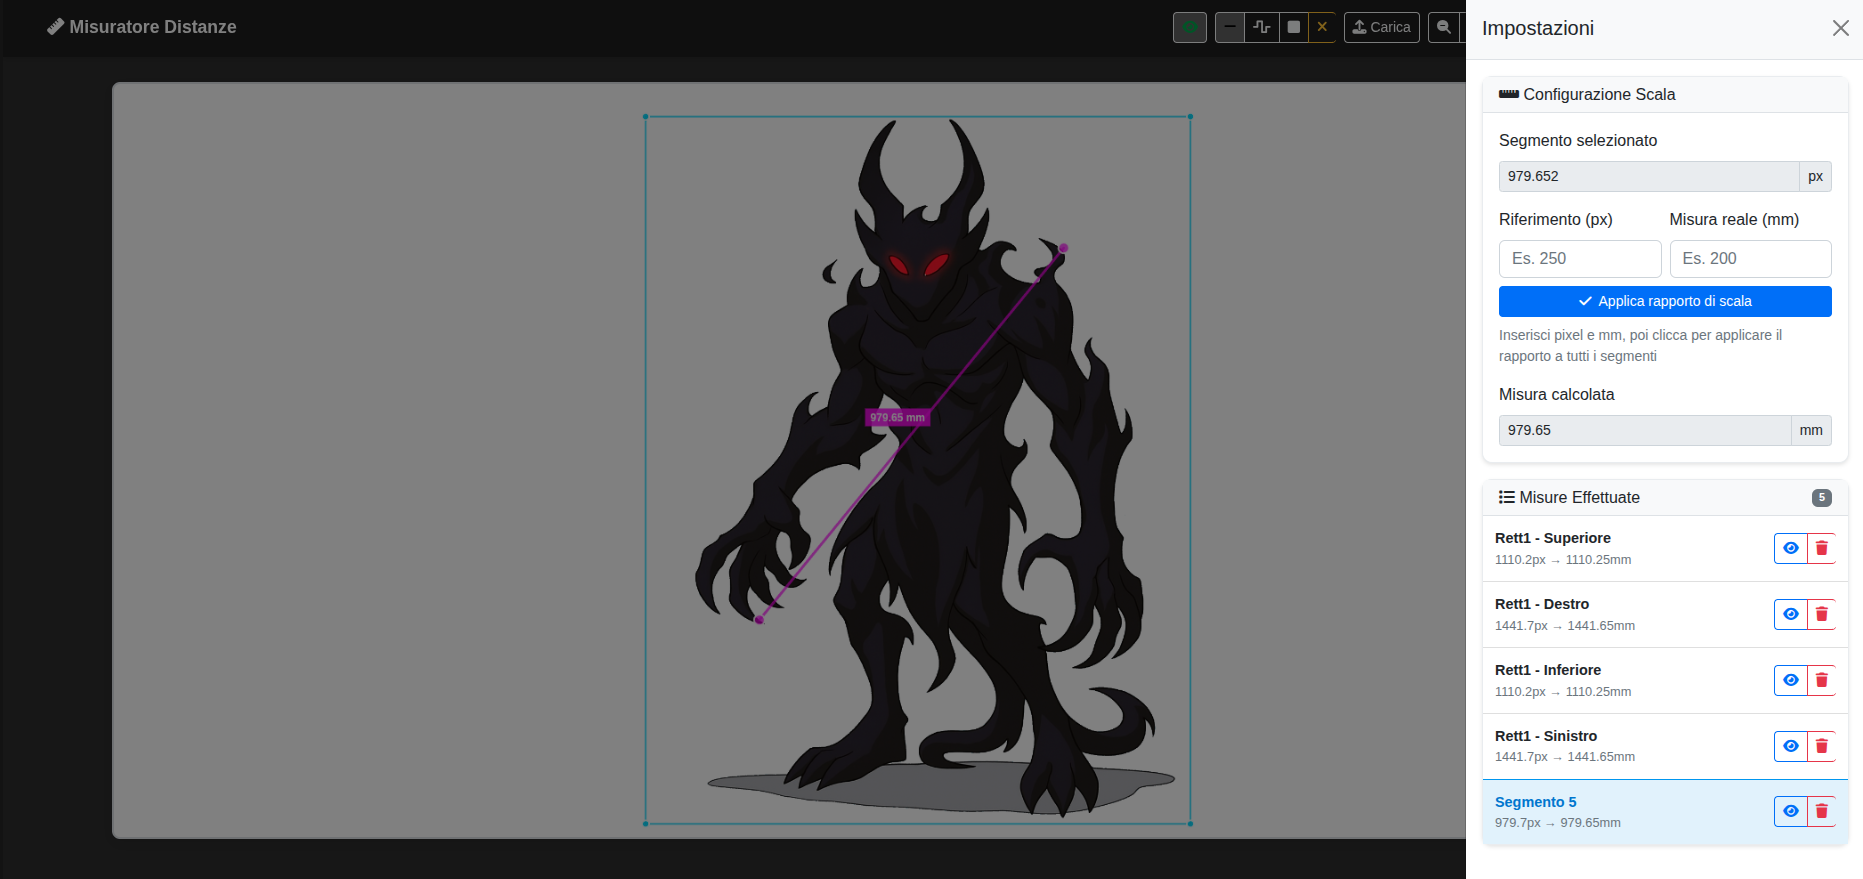 Misuratore Distanze
Carica
979.65 mm
Impostazioni
Configurazione Scala
Segmento selezionato
979.652 px
Riferimento (px) Misura reale (mm)
Es. 250 Es. 200
Applica rapporto di scala
Inserisci pixel e mm, poi clicca per applicare il
rapporto a tutti i segmenti
Misura calcolata
979.65 mm
Misure Effettuate 5
Rett1 - Superiore
1110.2px → 1110.25mm
Rett1 - Destro
1441.7px → 1441.65mm
Rett1 - Inferiore
1110.2px → 1110.25mm
Rett1 - Sinistro
1441.7px → 1441.65mm
Segmento 5
979.7px → 979.65mm